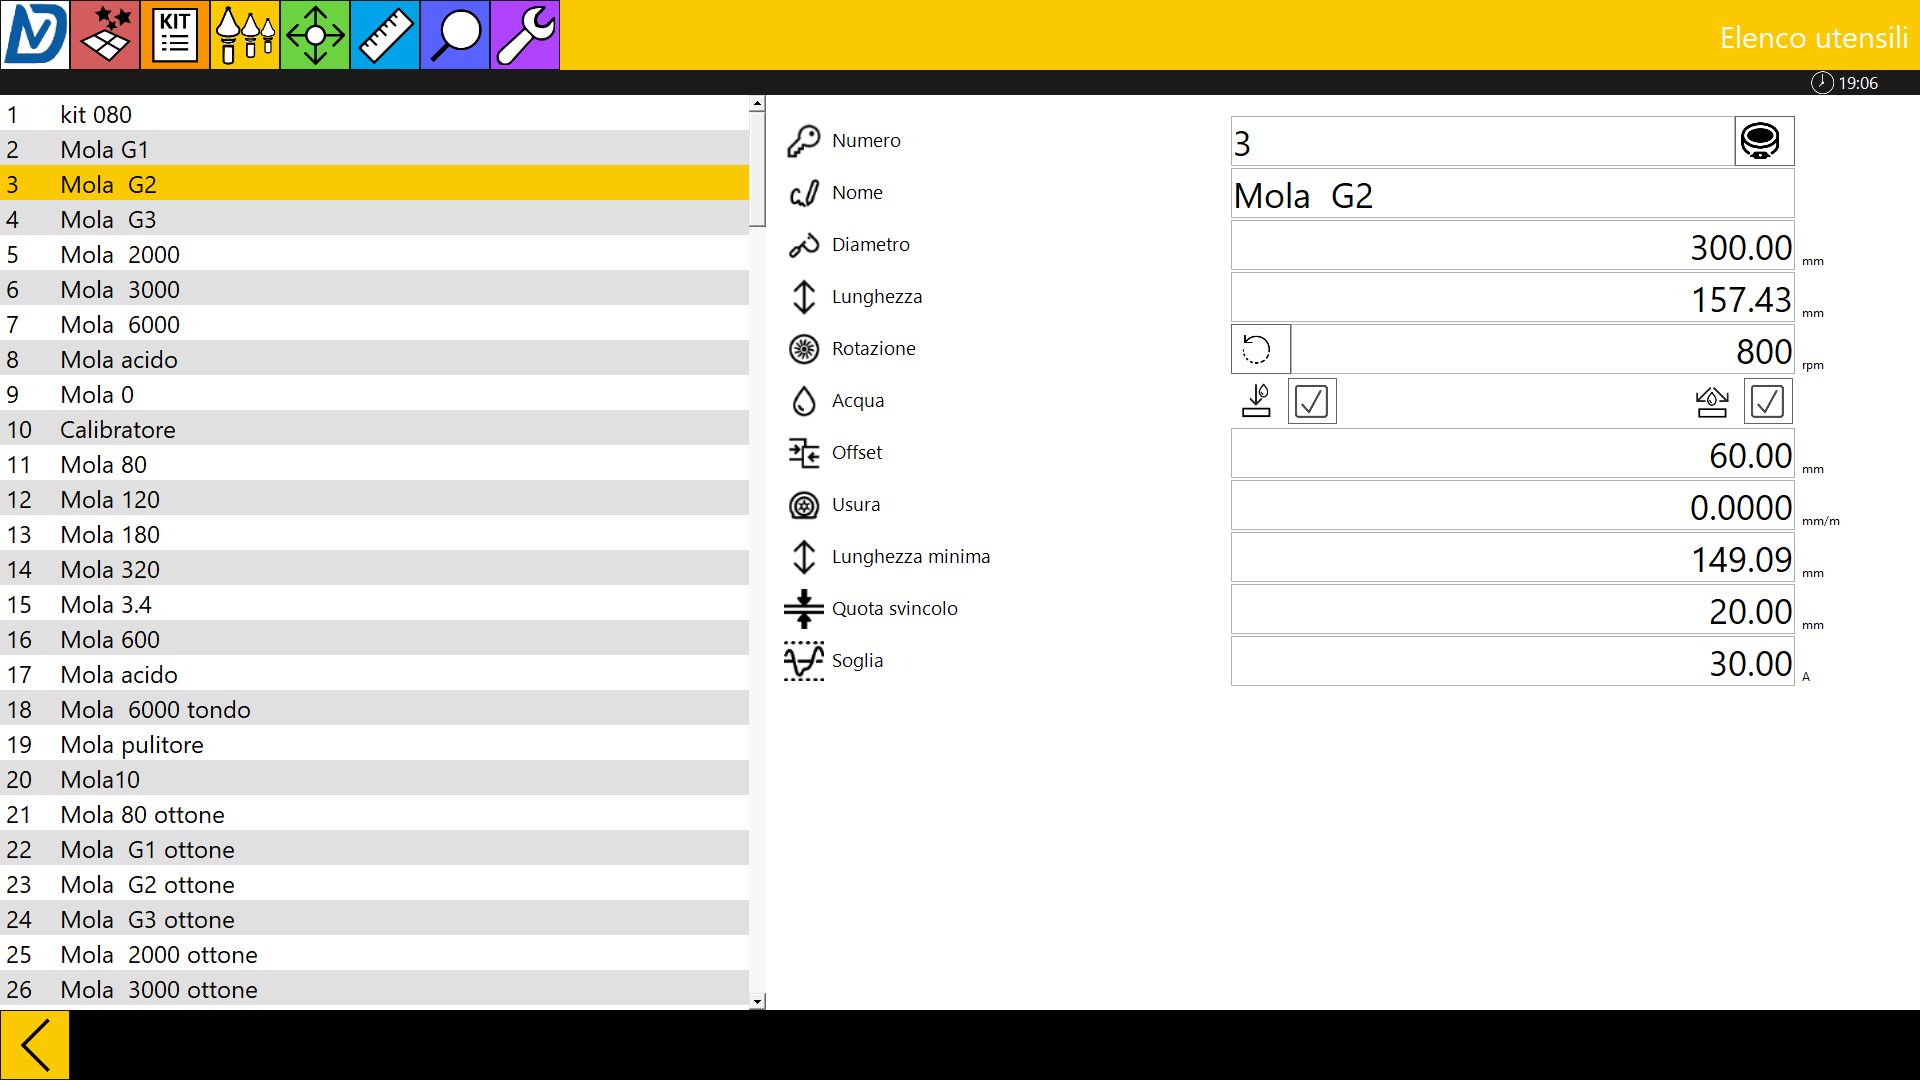 KIT
Elenco utensili
19:06
1 kit 080
2 Mola G1
3 Mola  G2
4 Mola  G3
5 Mola  2000
6 Mola  3000
7 Mola  6000
8 Mola acido
9 Mola 0
10 Calibratore
11 Mola 80
12 Mola 120
13 Mola 180
14 Mola 320
15 Mola 3.4
16 Mola 600
17 Mola acido
18 Mola  6000 tondo
19 Mola pulitore
20 Mola10
21 Mola 80 ottone
22 Mola  G1 ottone
23 Mola  G2 ottone
24 Mola  G3 ottone
25 Mola  2000 ottone
26 Mola  3000 ottone
Numero 3
Nome Mola  G2
Diametro 300.00 mm
Lunghezza 157.43 mm
Rotazione 800 rpm
Acqua
Offset 60.00 mm
Usura 0.0000 mm/m
Lunghezza minima 149.09 mm
Quota svincolo 20.00 mm
Soglia 30.00 A